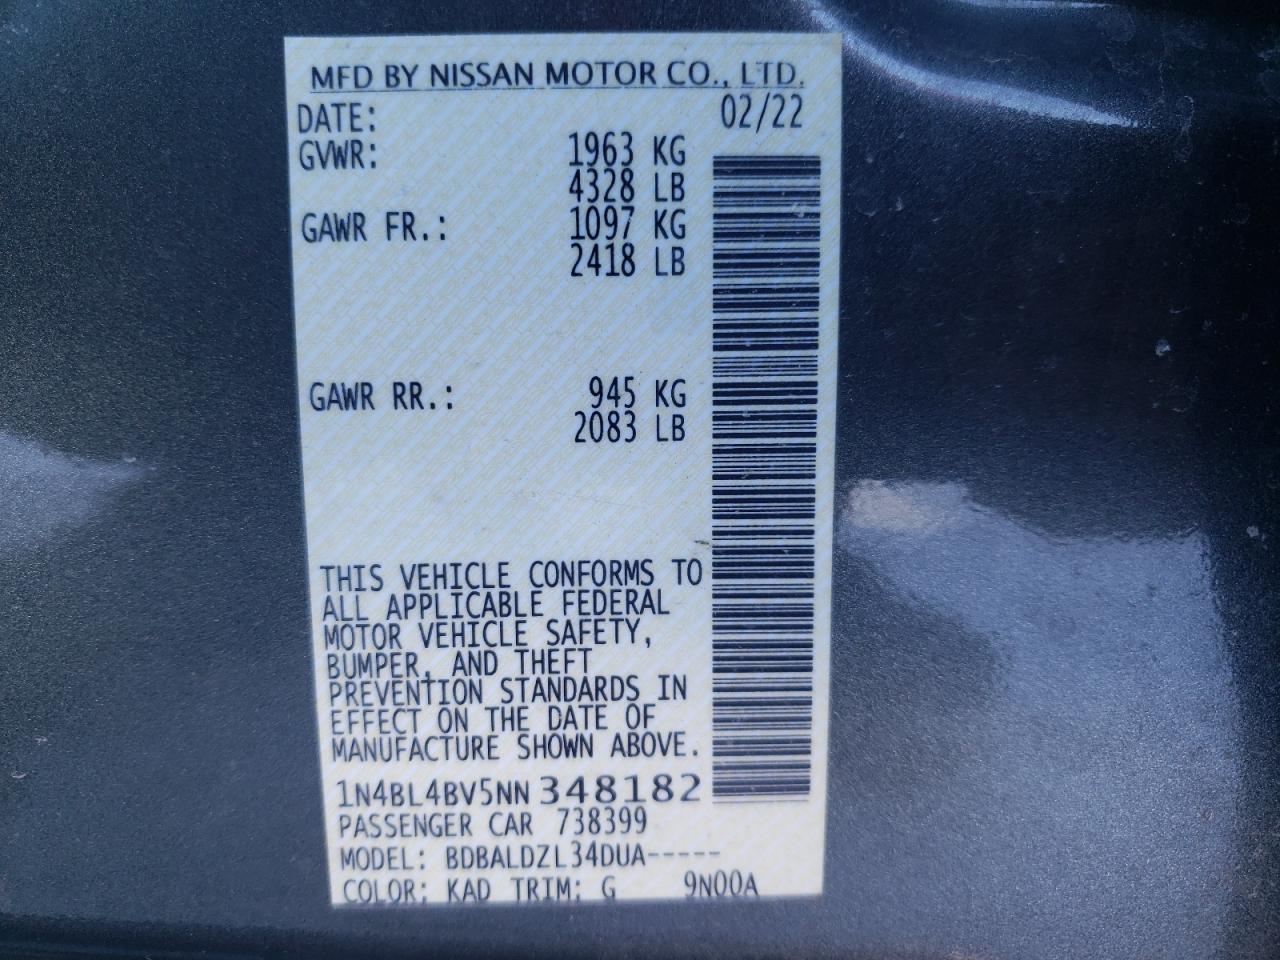 MFD BY NISSAN MOTOR CO., LTD.
DATE: 02/22
GVWR: 1963 KG
4328 LB
GAWR FR.: 1097 KG
2418 LB
GAWR RR.: 945 KG
2083 LB
THIS VEHICLE CONFORMS TO
ALL APPLICABLE FEDERAL
MOTOR VEHICLE SAFETY,
BUMPER, AND THEFT
PREVENTION STANDARDS IN
EFFECT ON THE DATE OF
MANUFACTURE SHOWN ABOVE.
1N4BL4BV5NN348182
PASSENGER CAR 738399
MODEL: BDBALDZL34DUA-----
COLOR: KAD TRIM: G 9N00A